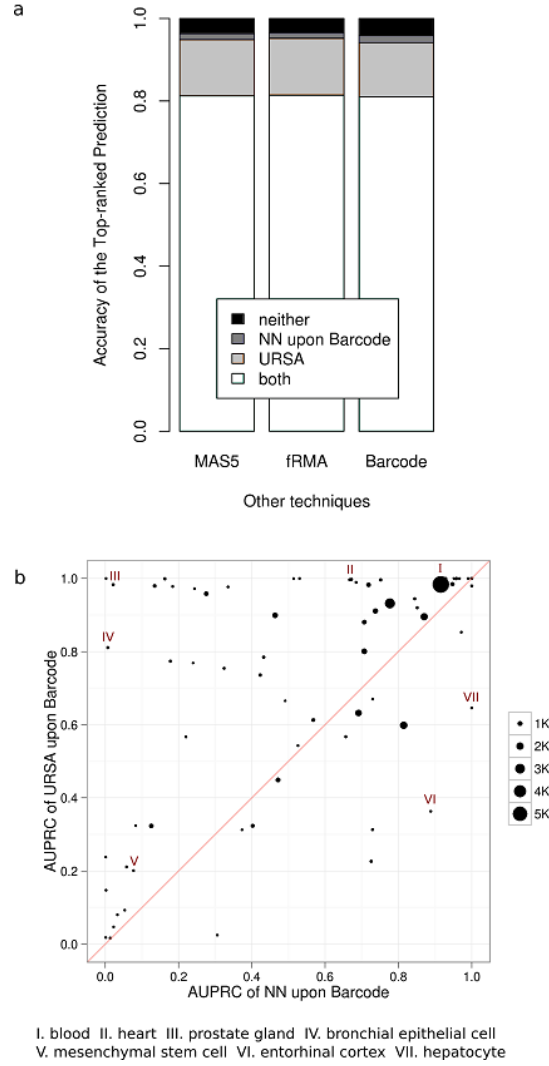 a
Accuracy of the Top-ranked Prediction
0.0 0.2 0.4 0.6 0.8 1.0
neither
NN upon Barcode
URSA
both
MAS5 fRMA Barcode
Other techniques
b
AUPRC of URSA upon Barcode
1.0
0.8
0.6
0.4
0.2
0.0
III II I
IV
VII
VI
V
1K
2K
3K
4K
5K
0.0 0.2 0.4 0.6 0.8 1.0
AUPRC of NN upon Barcode
I. blood II. heart III. prostate gland IV. bronchial epithelial cell
V. mesenchymal stem cell VI. entorhinal cortex VII. hepatocyte